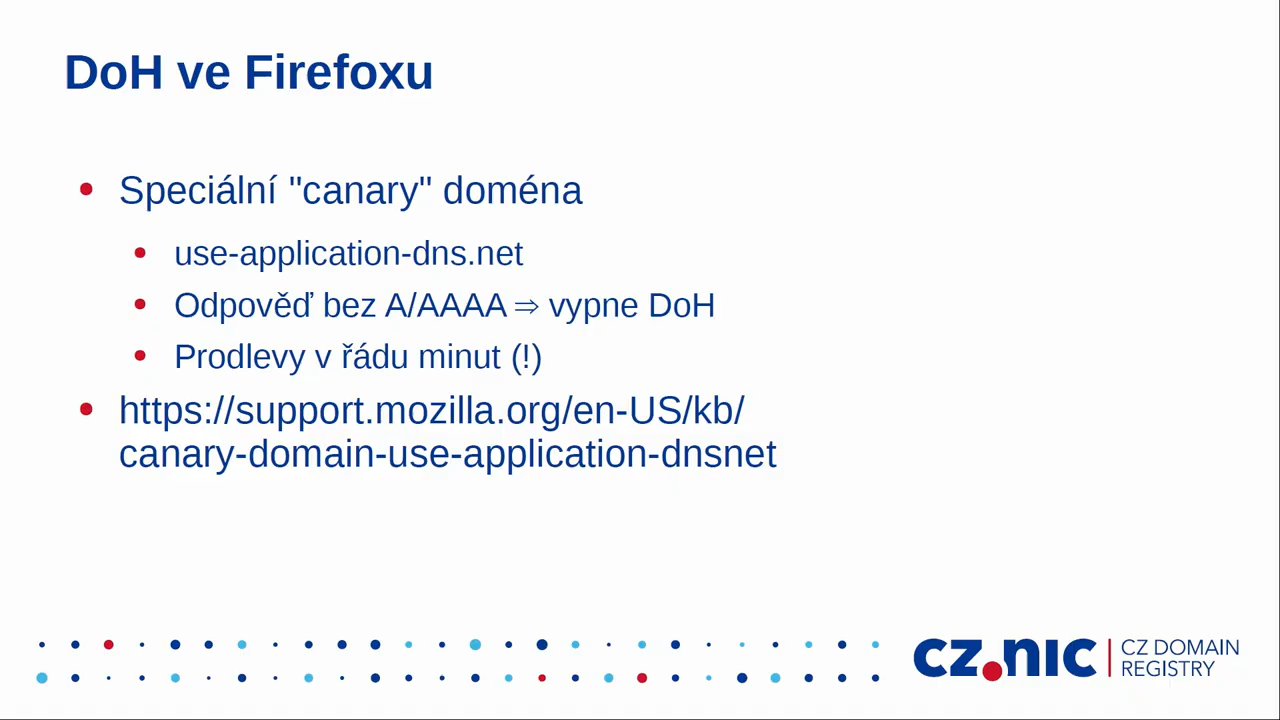 DoH ve Firefoxu
Speciální "canary" doména
use-application-dns.net
Odpověď bez A/AAAA ⇒ vypne DoH
Prodlevy v řádu minut (!)
https://support.mozilla.org/en-US/kb/
canary-domain-use-application-dnsnet
CZ.NIC
CZ DOMAIN
REGISTRY